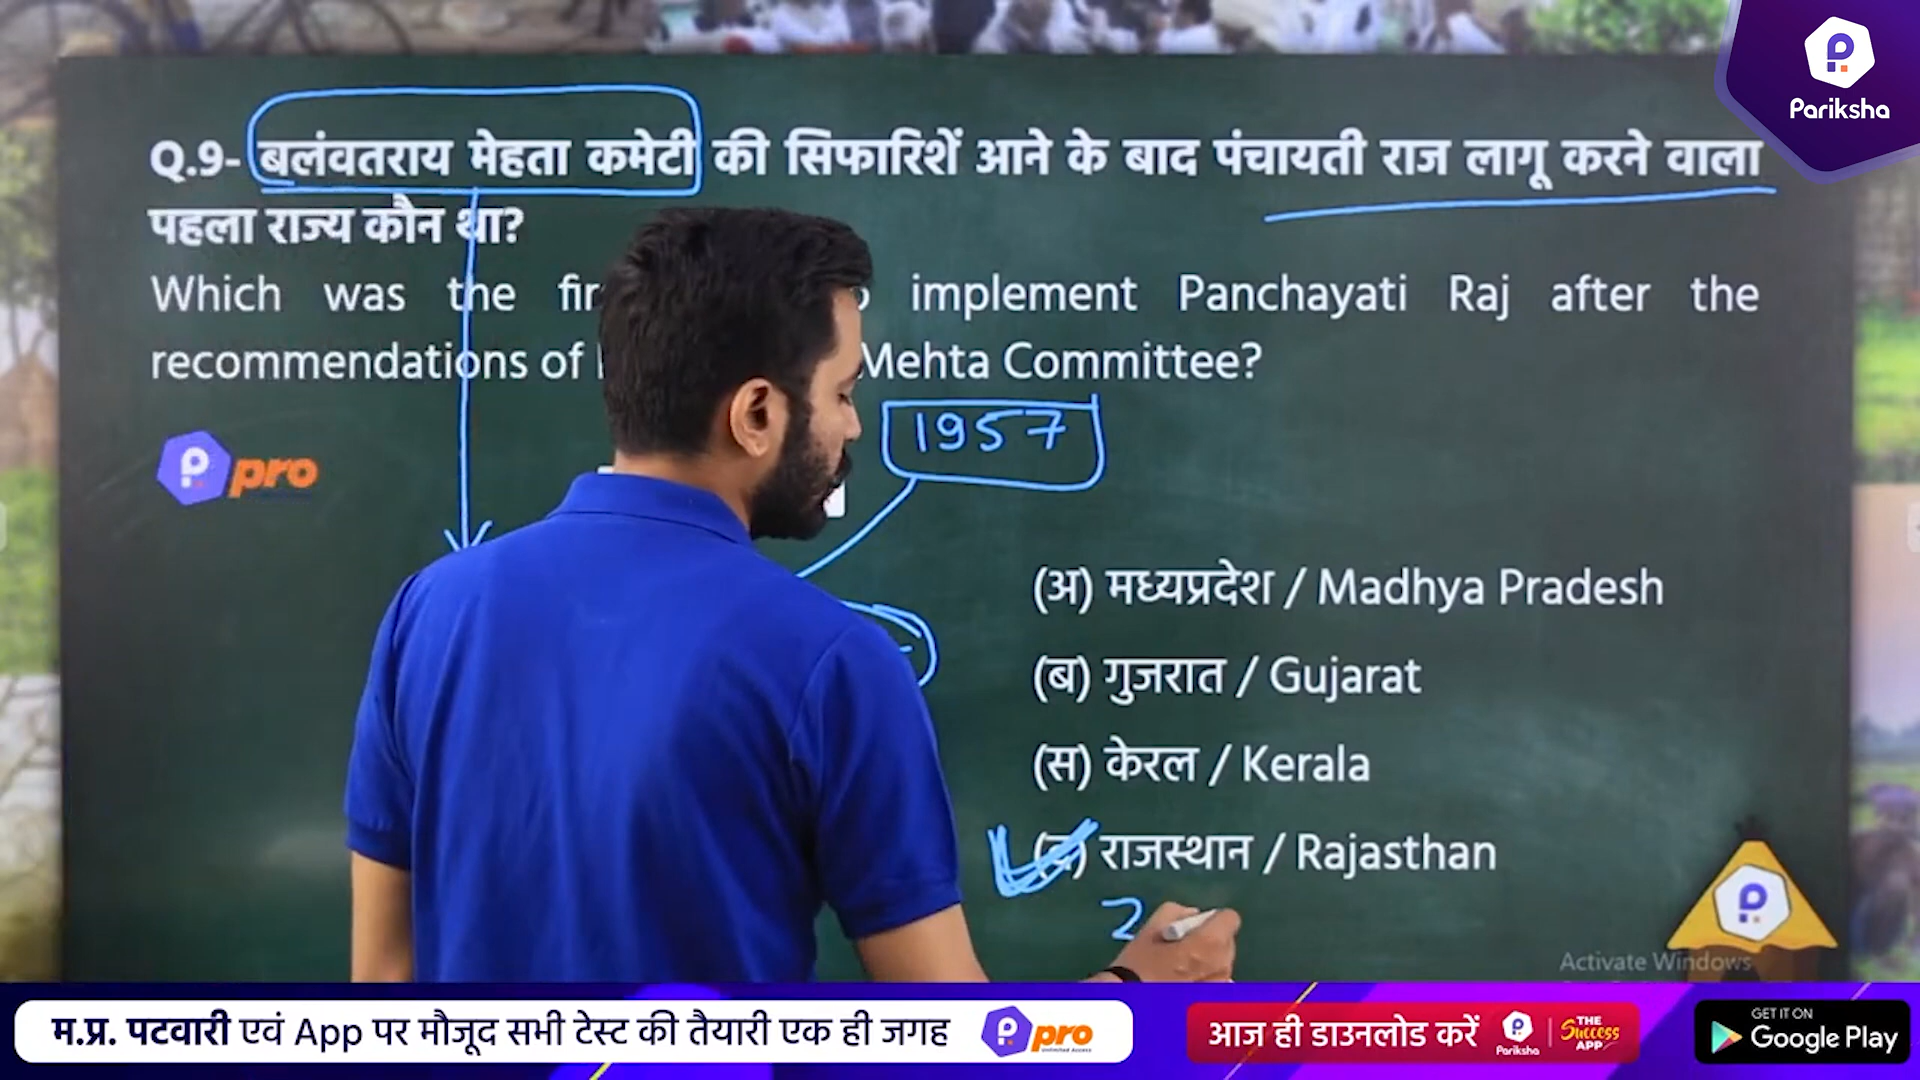 Pariksha
Q.9- बलंवतराय मेहता कमेटी की सिफारिशें आने के बाद पंचायती राज लागू करने वाला
पहला राज्य कौन था?
Which was the implement Panchayati Raj after the
recommendations of Mehta Committee?
1957
pro
(अ) मध्यप्रदेश / Madhya Pradesh
(ब) गुजरात / Gujarat
(स) केरल / Kerala
(द) राजस्थान / Rajasthan
2
Activate Windows
म.प्र. पटवारी एवं App पर मौजूद सभी टेस्ट की तैयारी एक ही जगह pro
Unlimited Access
आज ही डाउनलोड करें Pariksha THE Success APP
GET IT ON
Google Play